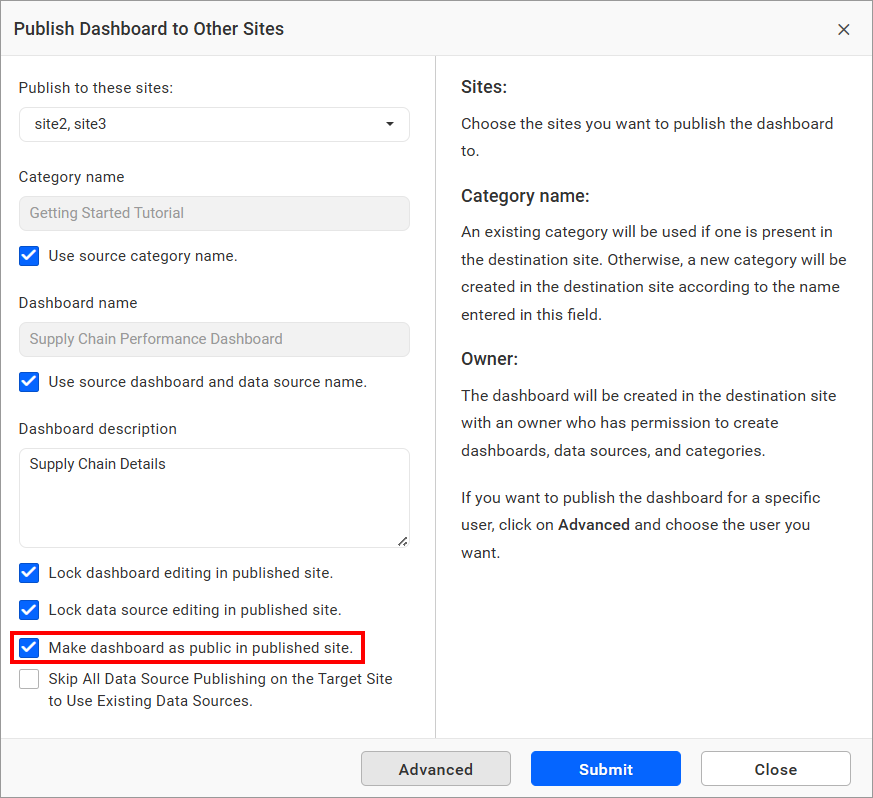 Publish Dashboard to Other Sites
Publish to these sites:
site2, site3
Category name
Getting Started Tutorial
Use source category name.
Dashboard name
Supply Chain Performance Dashboard
Use source dashboard and data source name.
Dashboard description
Supply Chain Details
Lock dashboard editing in published site.
Lock data source editing in published site.
Make dashboard as public in published site.
Skip All Data Source Publishing on the Target Site
to Use Existing Data Sources.
Sites:
Choose the sites you want to publish the dashboard
to.
Category name:
An existing category will be used if one is present in
the destination site. Otherwise, a new category will be
created in the destination site according to the name
entered in this field.
Owner:
The dashboard will be created in the destination site
with an owner who has permission to create
dashboards, data sources, and categories.
If you want to publish the dashboard for a specific
user, click on Advanced and choose the user you
want.
Advanced
Submit
Close